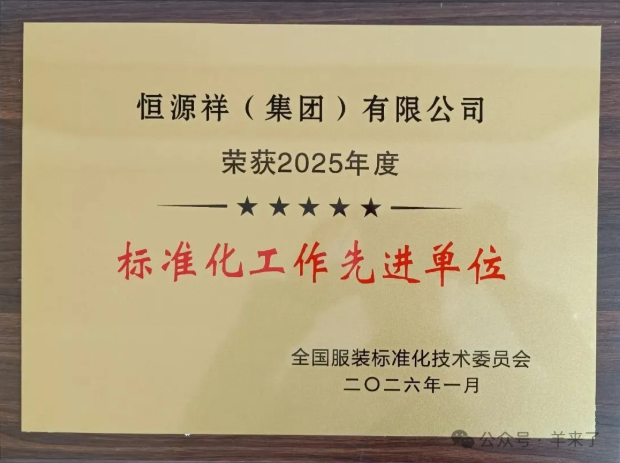 恒源祥（集团）有限公司
荣获2025年度
★★★★★
标准化工作先进单位
全国服装标准化技术委员会
二〇二六年一月
公众号·羊来了